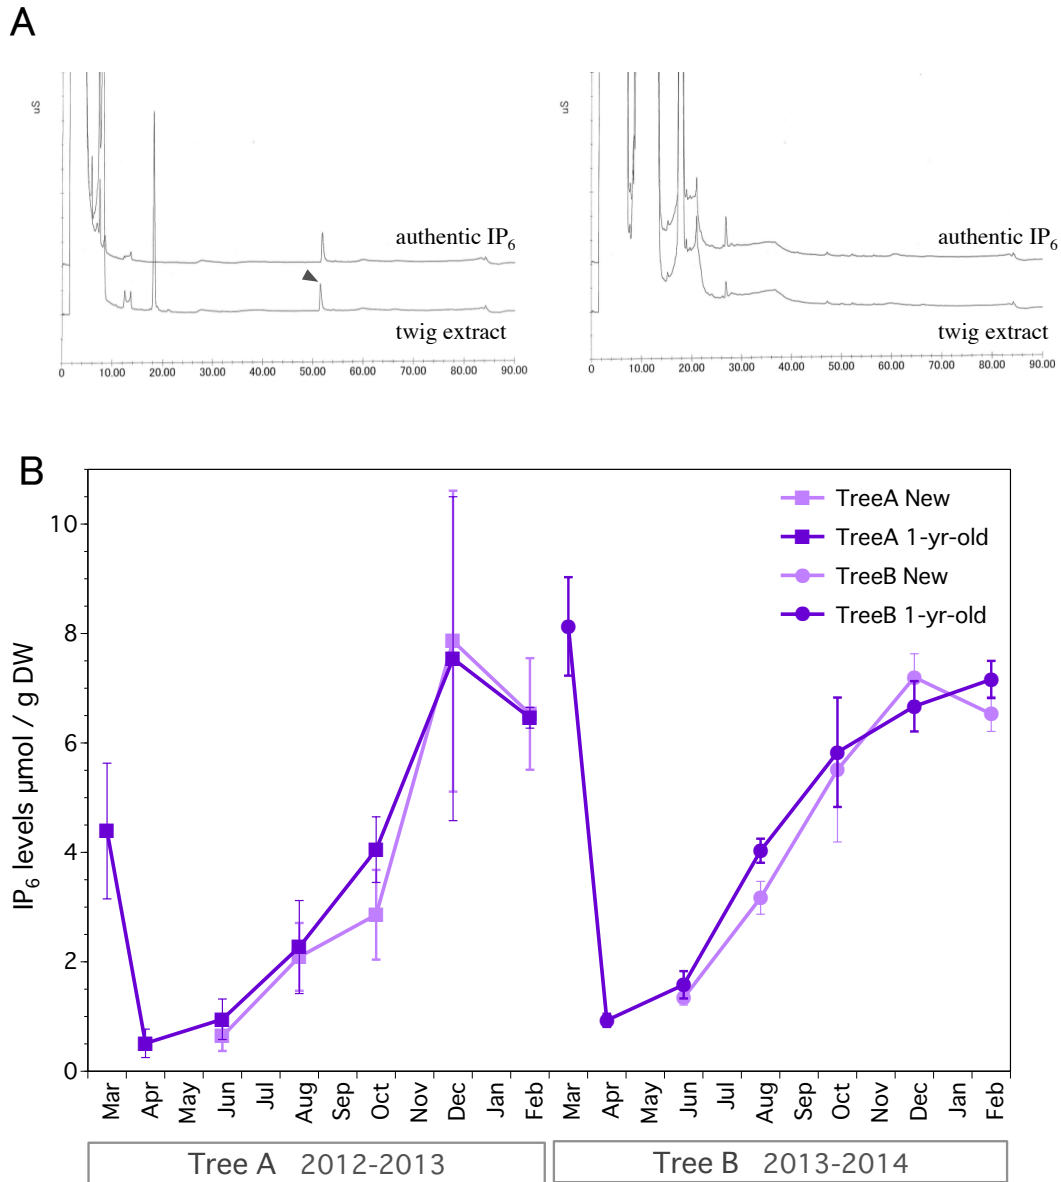 A
uS
authentic IP6
twig extract
0 10.00 20.00 30.00 40.00 50.00 60.00 70.00 80.00 90.00
uS
authentic IP6
twig extract
0 10.00 20.00 30.00 40.00 50.00 60.00 70.00 80.00 90.00
B
IP6 levels µmol / g DW
10
8
6
4
2
0
TreeA New
TreeA 1-yr-old
TreeB New
TreeB 1-yr-old
Mar Apr May Jun Jul Aug Sep Oct Nov Dec Jan Feb Mar Apr May Jun Jul Aug Sep Oct Nov Dec Jan Feb
Tree A 2012-2013
Tree B 2013-2014